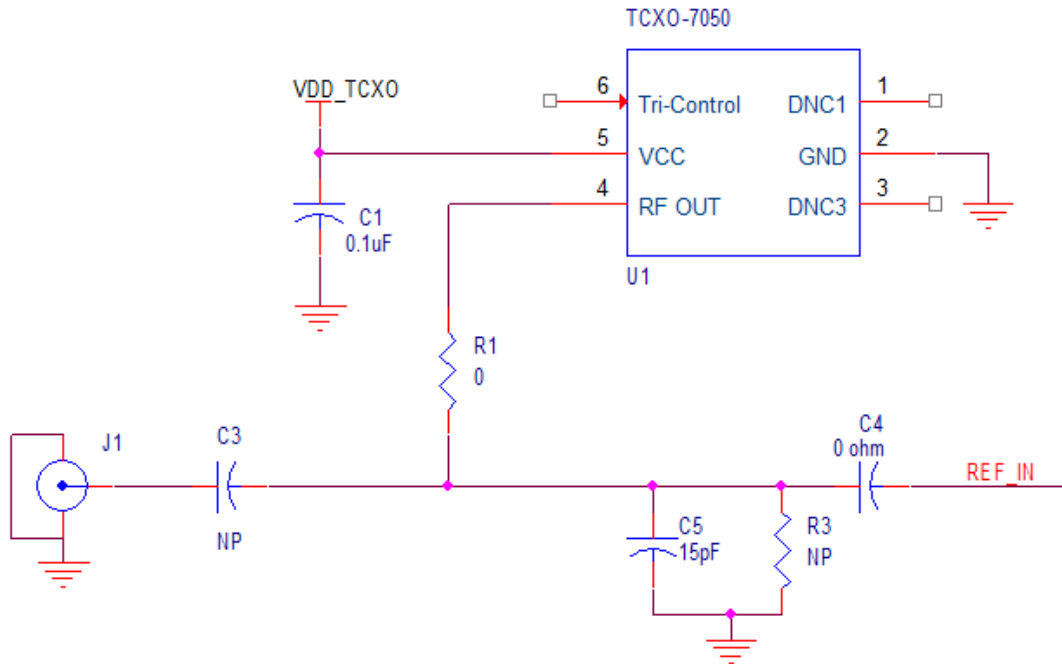 TCXO-7050
VDD_TCXO
6
Tri-Control
DNC1
1
5
VCC
GND
2
4
RF OUT
DNC3
3
C1
0.1uF
U1
R1
0
J1
C3
NP
C4
0 ohm
REF_IN
C5
15pF
R3
NP